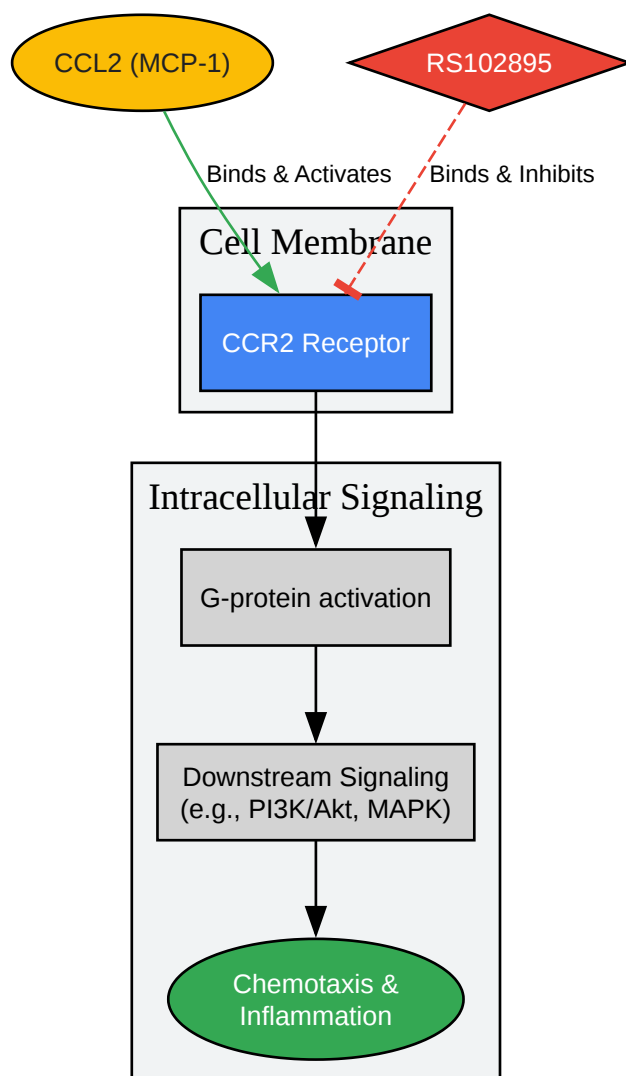 CCL2 (MCP-1)
RS102895
Binds & Activates
Binds & Inhibits
Cell Membrane
CCR2 Receptor
Intracellular Signaling
G-protein activation
Downstream Signaling
(e.g., PI3K/Akt, MAPK)
Chemotaxis &
Inflammation